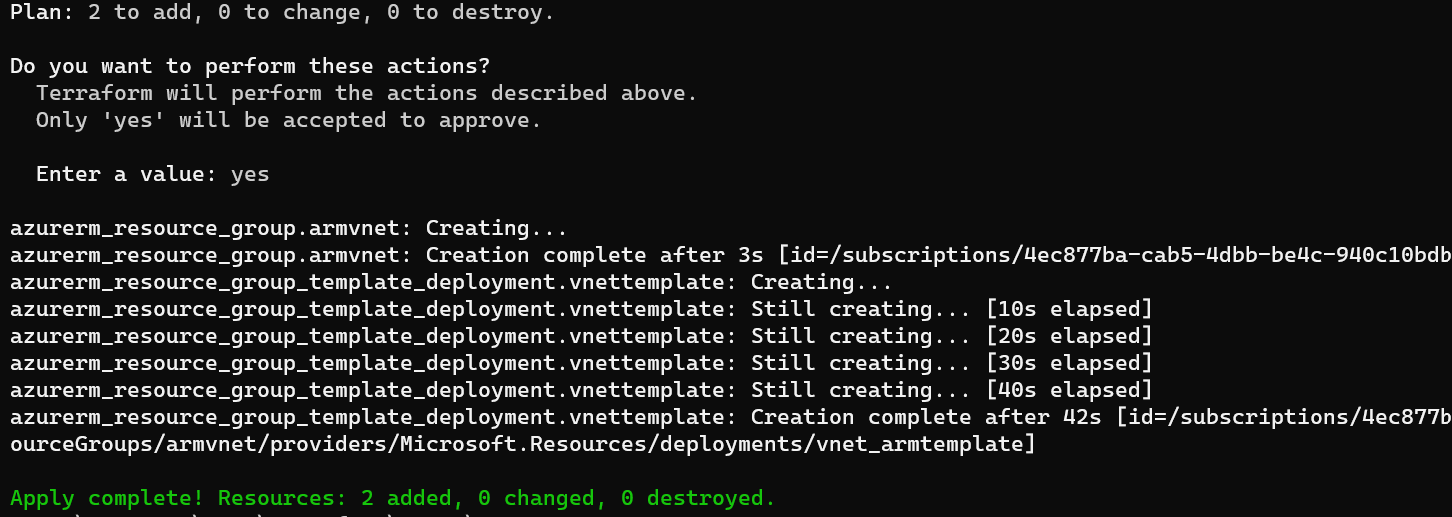 Plan: 2 to add, 0 to change, 0 to destroy.
Do you want to perform these actions?
Terraform will perform the actions described above.
Only 'yes' will be accepted to approve.
Enter a value: yes
azurerm_resource_group.armvnet: Creating...
azurerm_resource_group.armvnet: Creation complete after 3s [id=/subscriptions/4ec877ba-cab5-4dbb-be4c-940c10bdb
azurerm_resource_group_template_deployment.vnettemplate: Creating...
azurerm_resource_group_template_deployment.vnettemplate: Still creating... [10s elapsed]
azurerm_resource_group_template_deployment.vnettemplate: Still creating... [20s elapsed]
azurerm_resource_group_template_deployment.vnettemplate: Still creating... [30s elapsed]
azurerm_resource_group_template_deployment.vnettemplate: Still creating... [40s elapsed]
azurerm_resource_group_template_deployment.vnettemplate: Creation complete after 42s [id=/subscriptions/4ec877b
ourceGroups/armvnet/providers/Microsoft.Resources/deployments/vnet_armtemplate]
Apply complete! Resources: 2 added, 0 changed, 0 destroyed.